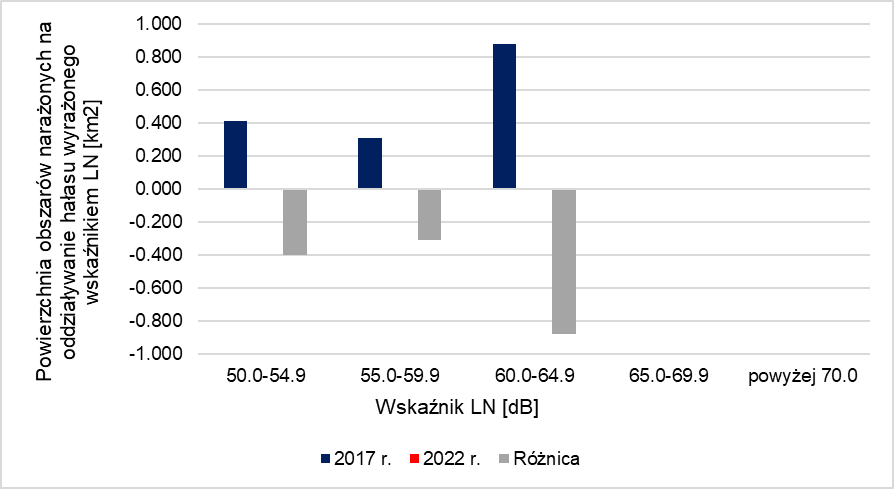 Powierzchnia obszarów narażonych na
oddziaływanie hałasu wyrażonego
wskaźnikiem LN [km2]
1.000
0.800
0.600
0.400
0.200
0.000
-0.200
-0.400
-0.600
-0.800
-1.000
50.0-54.9 55.0-59.9 60.0-64.9 65.0-69.9 powyżej 70.0
Wskaźnik LN [dB]
2017 r. 2022 r. Różnica